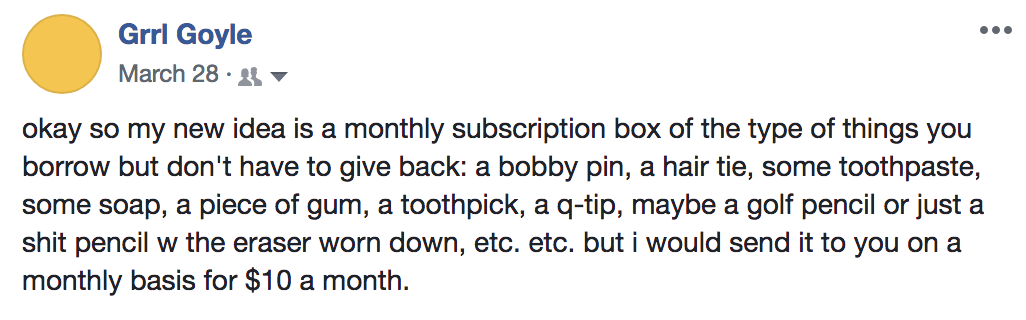 Grrl Goyle
March 28 ·
okay so my new idea is a monthly subscription box of the type of things you
borrow but don't have to give back: a bobby pin, a hair tie, some toothpaste,
some soap, a piece of gum, a toothpick, a q-tip, maybe a golf pencil or just a
shit pencil w the eraser worn down, etc. etc. but i would send it to you on a
monthly basis for $10 a month.